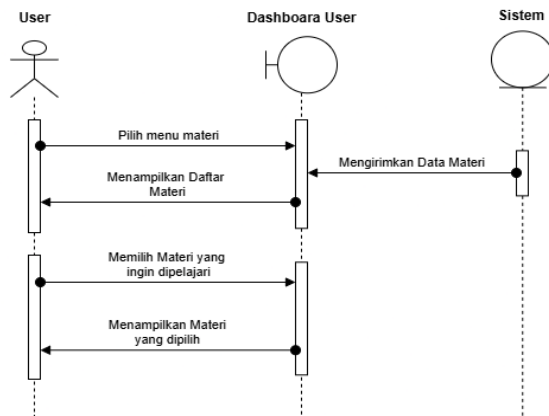 User
Dashboara User
Sistem
Pilih menu materi
Mengirimkan Data Materi
Menampilkan Daftar
Materi
Memilih Materi yang
ingin dipelajari
Menampilkan Materi
yang dipilih